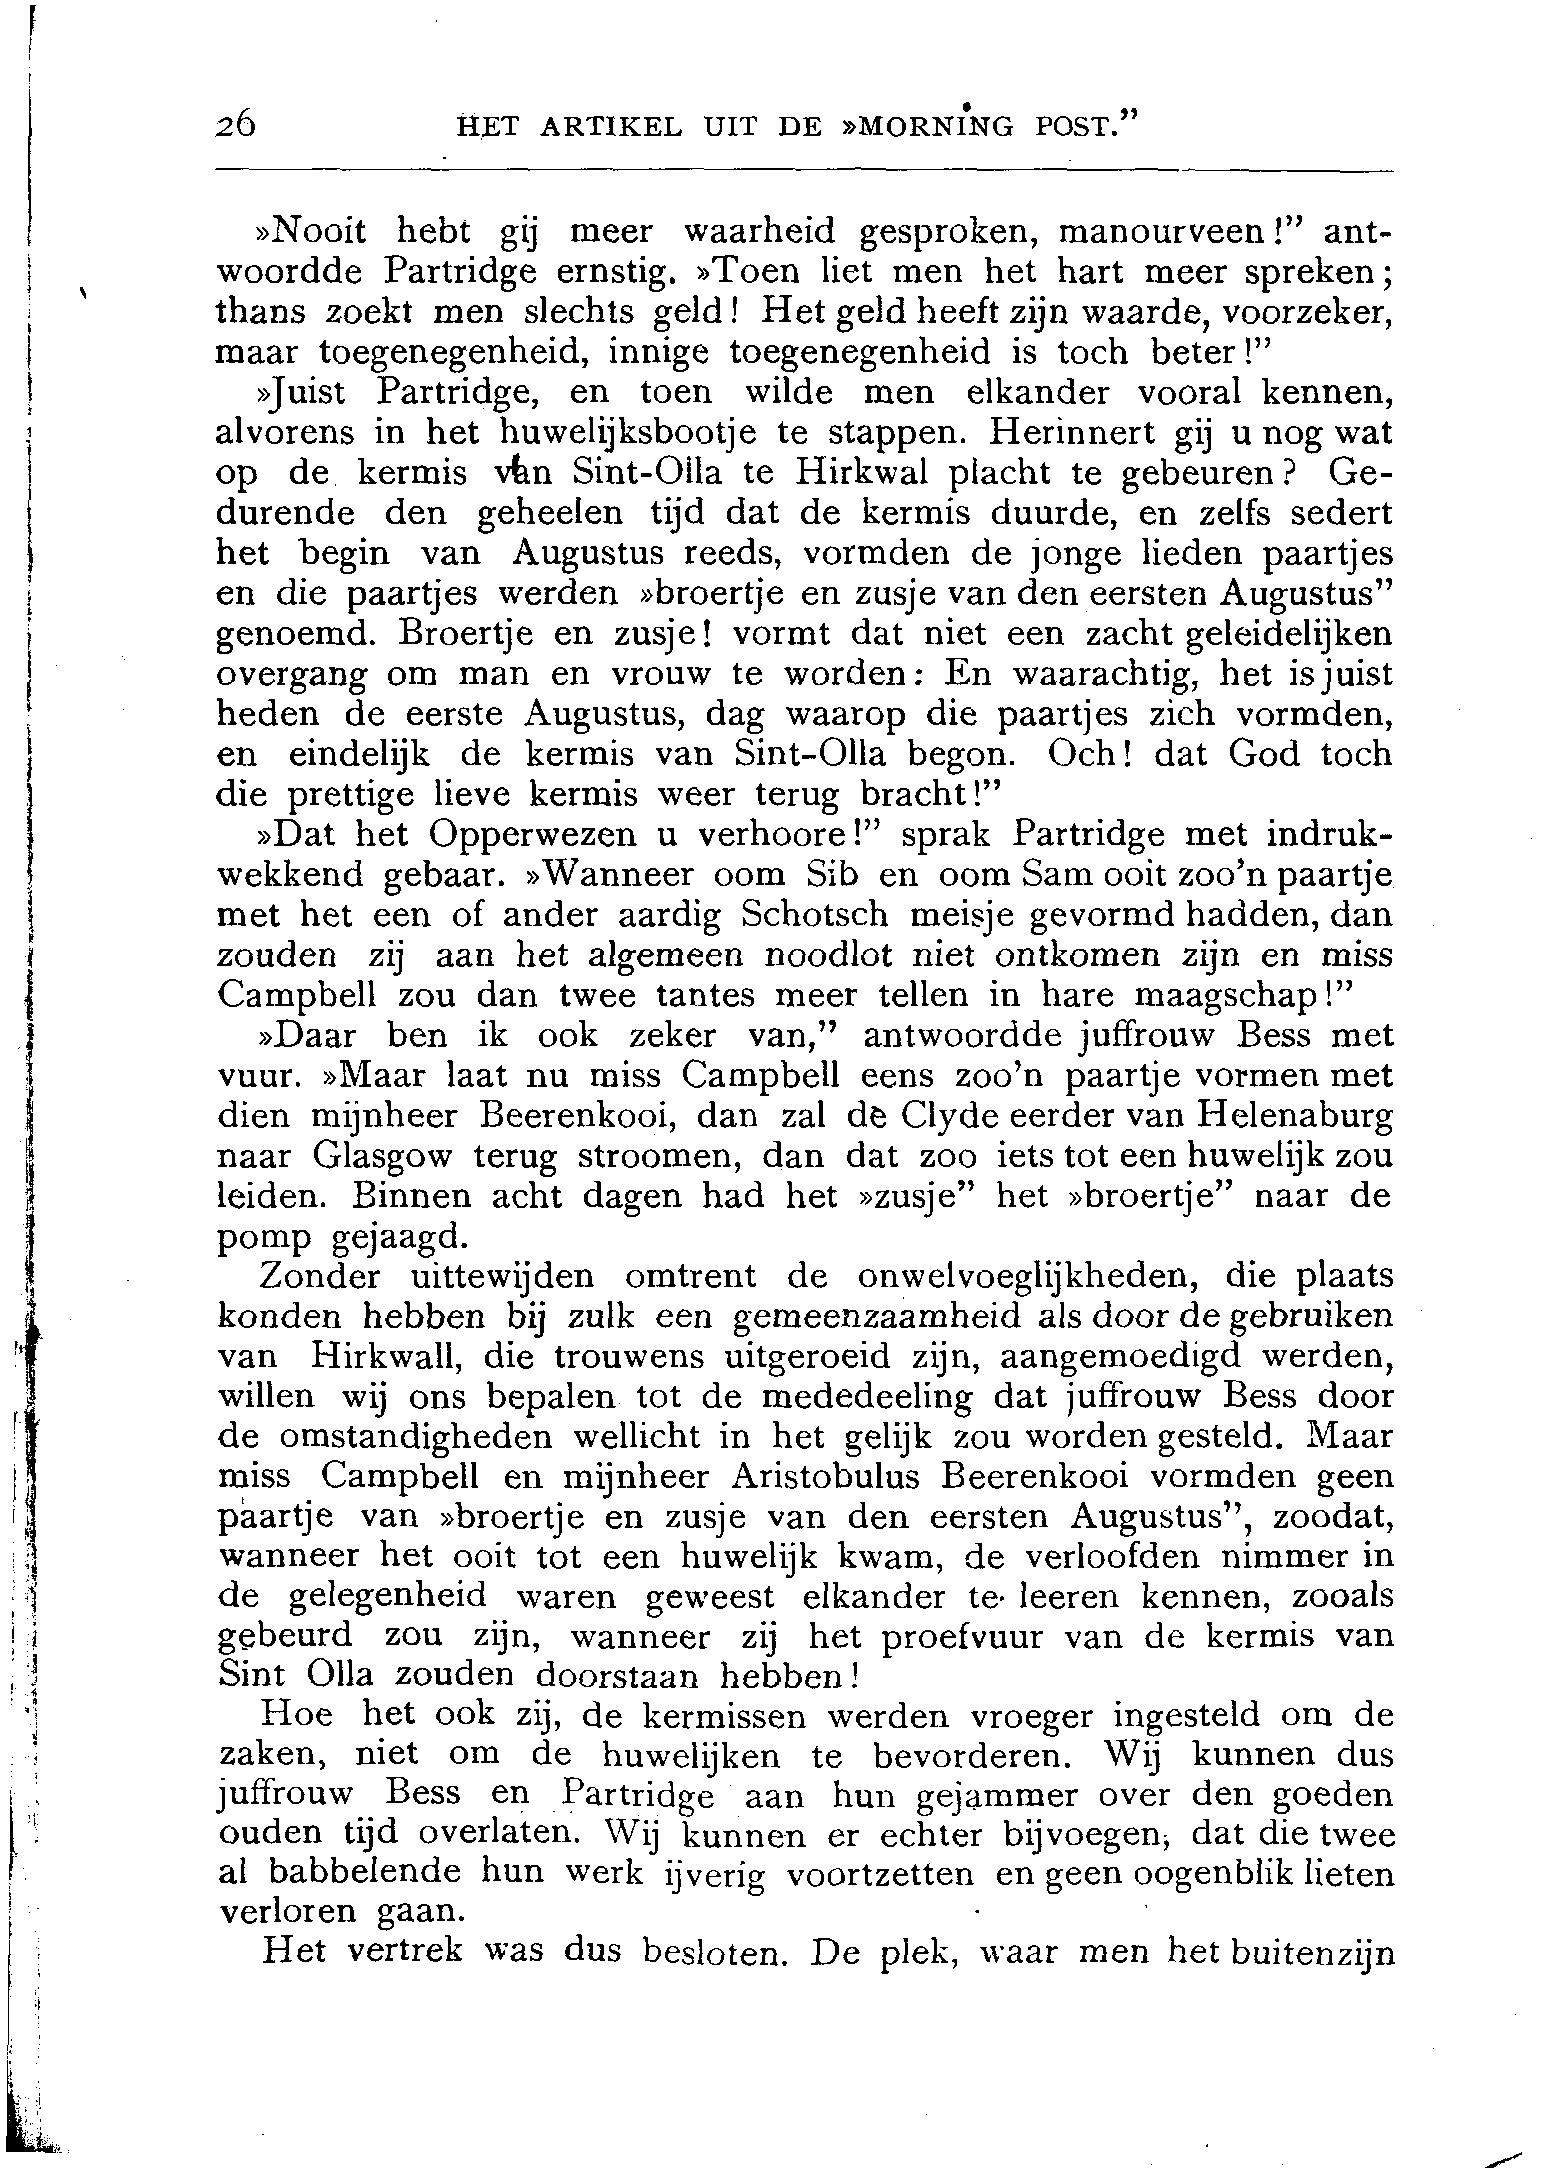 26 HET ARTIKEL UIT DE »MORNING POST.”
»Nooit hebt gij meer waarheid gesproken, manourveen!” ant-
woordde Partridge ernstig. »Toen liet men het hart meer spreken;
thans zoekt men slechts geld! Het geld heeft zijn waarde, voorzeker,
maar toegenegenheid, innige toegenegenheid is toch beter!”
»Juist Partridge, en toen wilde men elkander vooral kennen,
alvorens in het huwelijksbootje te stappen. Herinnert gij u nog wat
op de kermis van Sint-Olla te Hirkwal placht te gebeuren? Ge-
durende den geheelen tijd dat de kermis duurde, en zelfs sedert
het begin van Augustus reeds, vormden de jonge lieden paartjes
en die paartjes werden »broertje en zusje van den eersten Augustus”
genoemd. Broertje en zusje! vormt dat niet een zacht geleidelijken
overgang om man en vrouw te worden: En waarachtig, het is juist
heden de eerste Augustus, dag waarop die paartjes zich vormden,
en eindelijk de kermis van Sint-Olla begon. Och! dat God toch
die prettige lieve kermis weer terug bracht!”
»Dat het Opperwezen u verhoore!” sprak Partridge met indruk-
wekkend gebaar. »Wanneer oom Sib en oom Sam ooit zoo’n paartje
met het een of ander aardig Schotsch meisje gevormd hadden, dan
zouden zij aan het algemeen noodlot niet ontkomen zijn en miss
Campbell zou dan twee tantes meer tellen in hare maagschap!”
»Daar ben ik ook zeker van,” antwoordde juffrouw Bess met
vuur. »Maar laat nu miss Campbell eens zoo’n paartje vormen met
dien mijnheer Beerenkooi, dan zal de Clyde eerder van Helenaburg
naar Glasgow terug stroomen, dan dat zoo iets tot een huwelijk zou
leiden. Binnen acht dagen had het »zusje” het »broertje” naar de
pomp gejaagd.
Zonder uittewijden omtrent de onwelvoeglijkheden, die plaats
konden hebben bij zulk een gemeenzaamheid als door de gebruiken
van Hirkwall, die trouwens uitgeroeid zijn, aangemoedigd werden,
willen wij ons bepalen tot de mededeeling dat juffrouw Bess door
de omstandigheden wellicht in het gelijk zou worden gesteld. Maar
miss Campbell en mijnheer Aristobulus Beerenkooi vormden geen
paartje van »broertje en zusje van den eersten Augustus”, zoodat,
wanneer het ooit tot een huwelijk kwam, de verloofden nimmer in
de gelegenheid waren geweest elkander te leeren kennen, zooals
gebeurd zou zijn, wanneer zij het proefvuur van de kermis van
Sint Olla zouden doorstaan hebben!
Hoe het ook zij, de kermissen werden vroeger ingesteld om de
zaken, niet om de huwelijken te bevorderen. Wij kunnen dus
juffrouw Bess en Partridge aan hun gejammer over den goeden
ouden tijd overlaten. Wij kunnen er echter bijvoegen, dat die twee
al babbelende hun werk ijverig voortzetten en geen oogenblik lieten
verloren gaan.
Het vertrek was dus besloten. De plek, waar men het buitenzijn